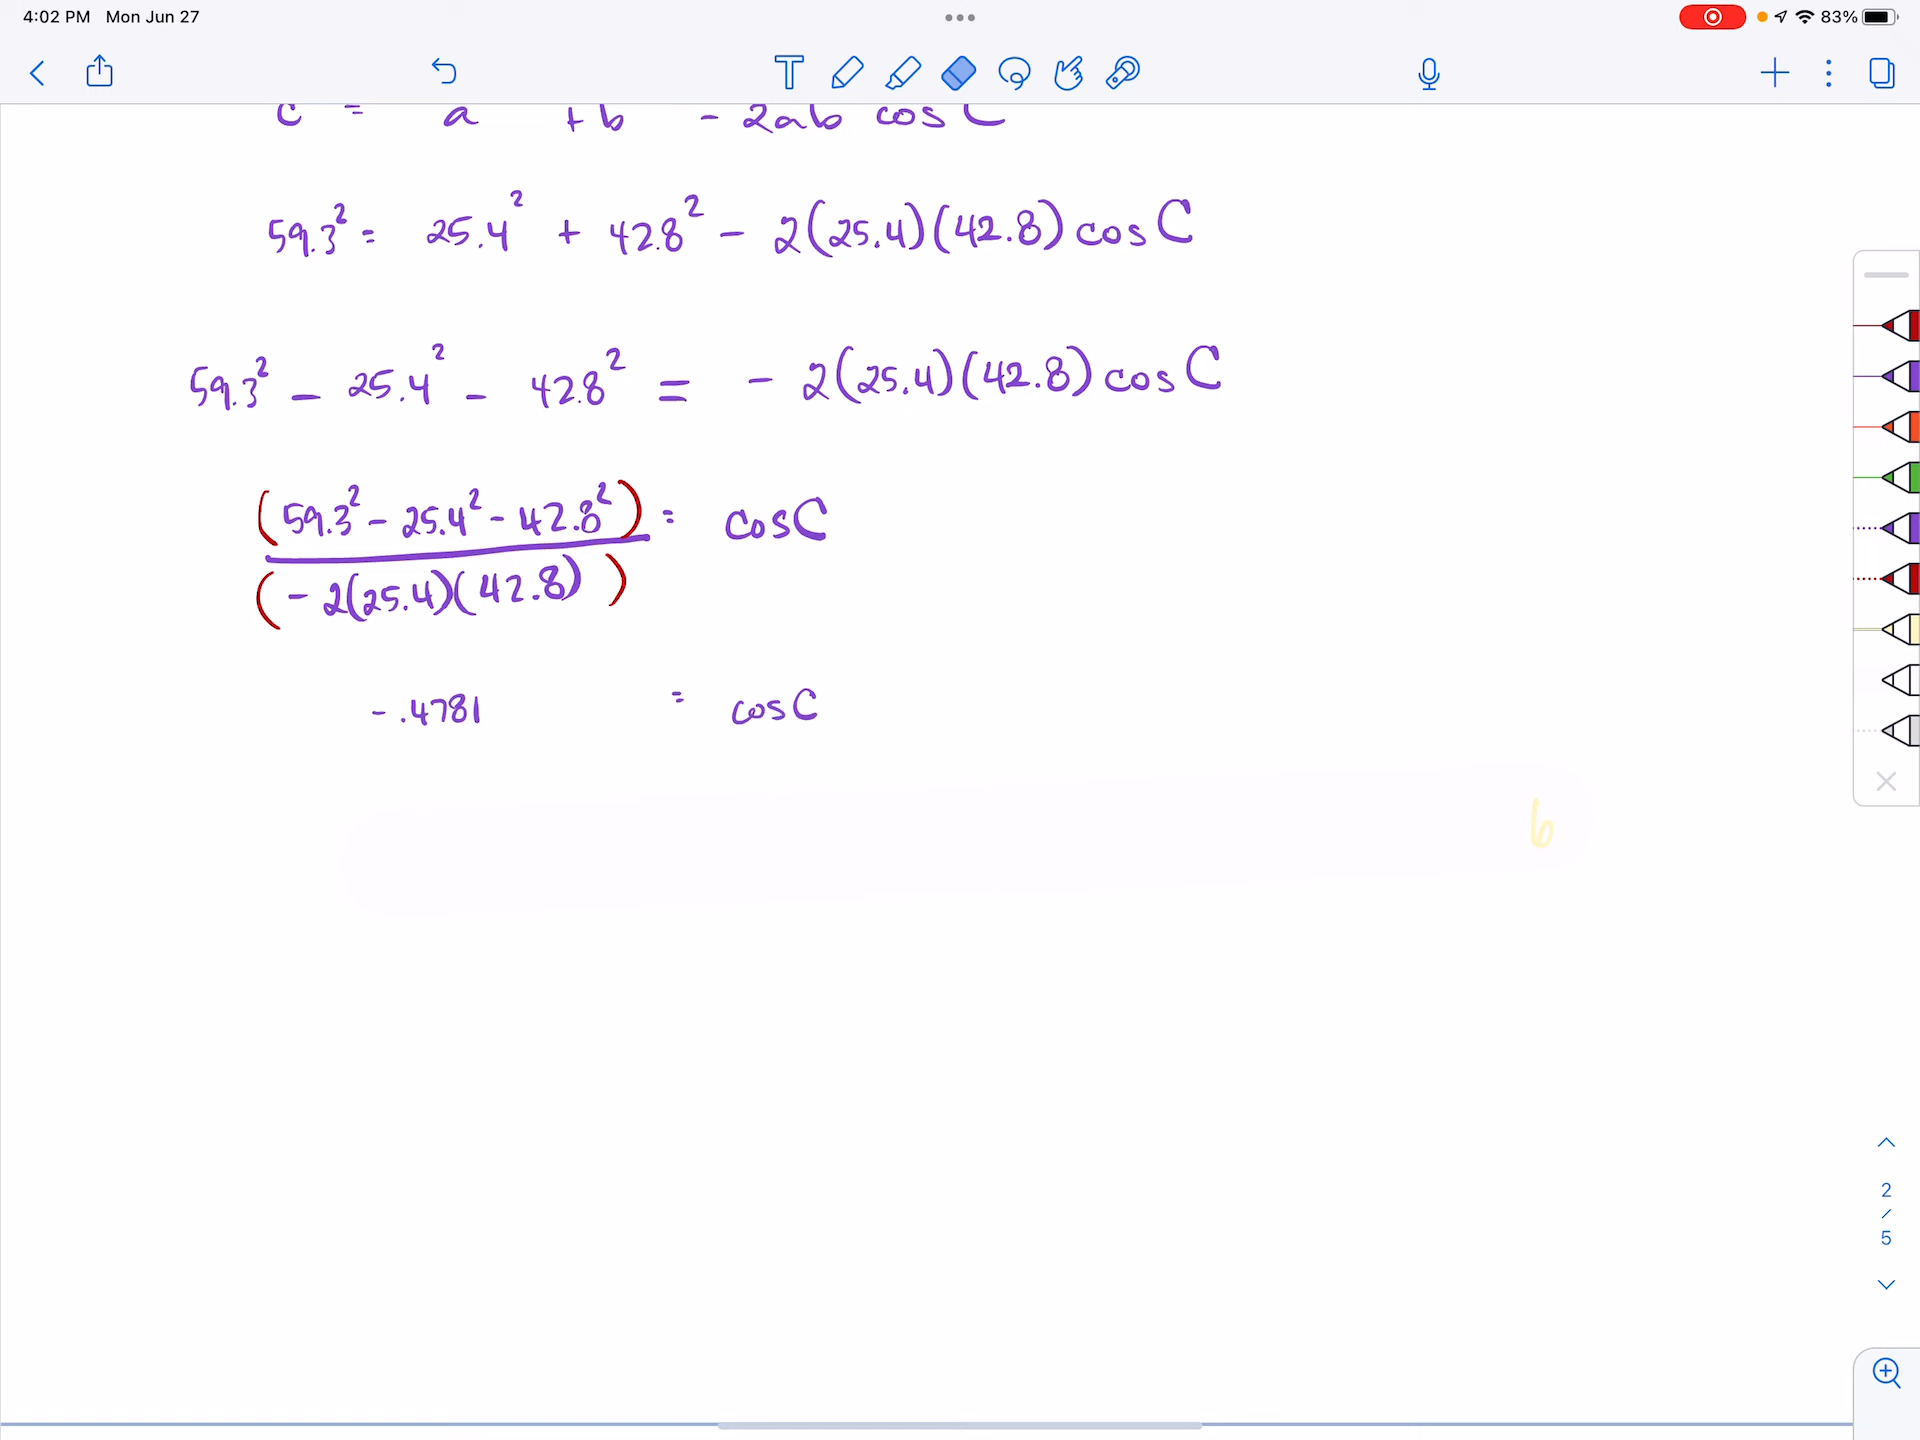 4:02 PM Mon Jun 27
83%
T
c = a + b - 2ab cos C
59.3² = 25.4² + 42.8² - 2(25.4)(42.8) cos C
59.3² - 25.4² - 42.8² = - 2(25.4)(42.8) cos C
(59.3² - 25.4² - 42.8²) = cos C
(- 2(25.4)(42.8))
- .4781 = cos C
b
2
/
5